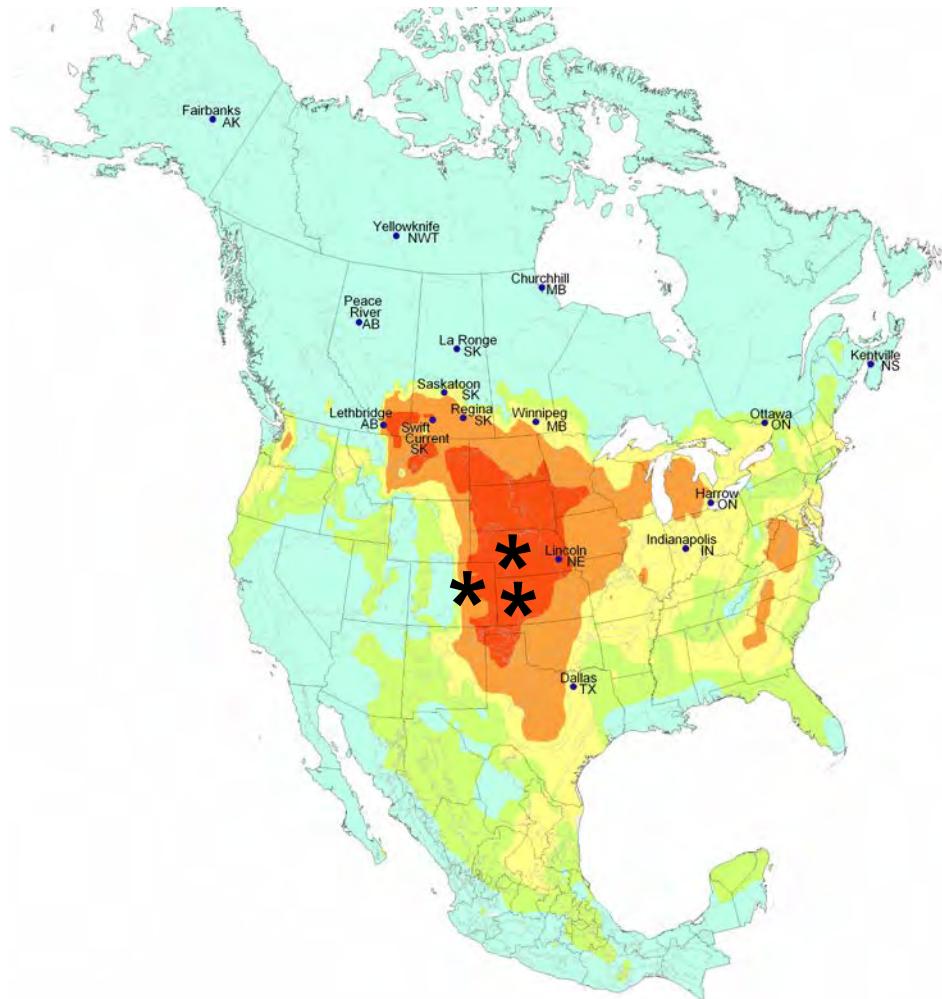 Fairbanks
AK
Yellowknife
NWT
Churchhill
MB
Peace
River
AB
La Ronge
SK
Kentville
NS
Saskatoon
SK
Lethbridge
AB
Regina
SK
Winnipeg
MB
Ottawa
ON
Swift
Current
SK
Harrow
ON
Indianapolis
IN
Lincoln
NE
*
*
*
Dallas
TX